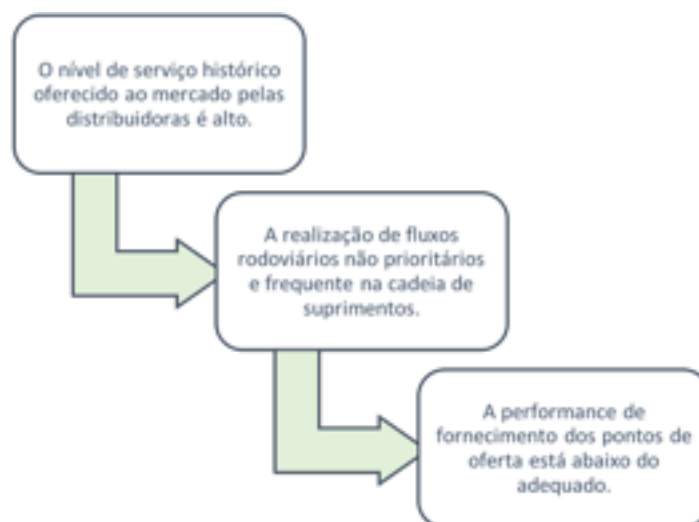 O nível de serviço histórico
oferecido ao mercado pelas
distribuidoras é alto.
A realização de fluxos
rodoviários não prioritários
e frequente na cadeia de
suprimentos.
A performance de
fornecimento dos pontos de
oferta está abaixo do
adequado.